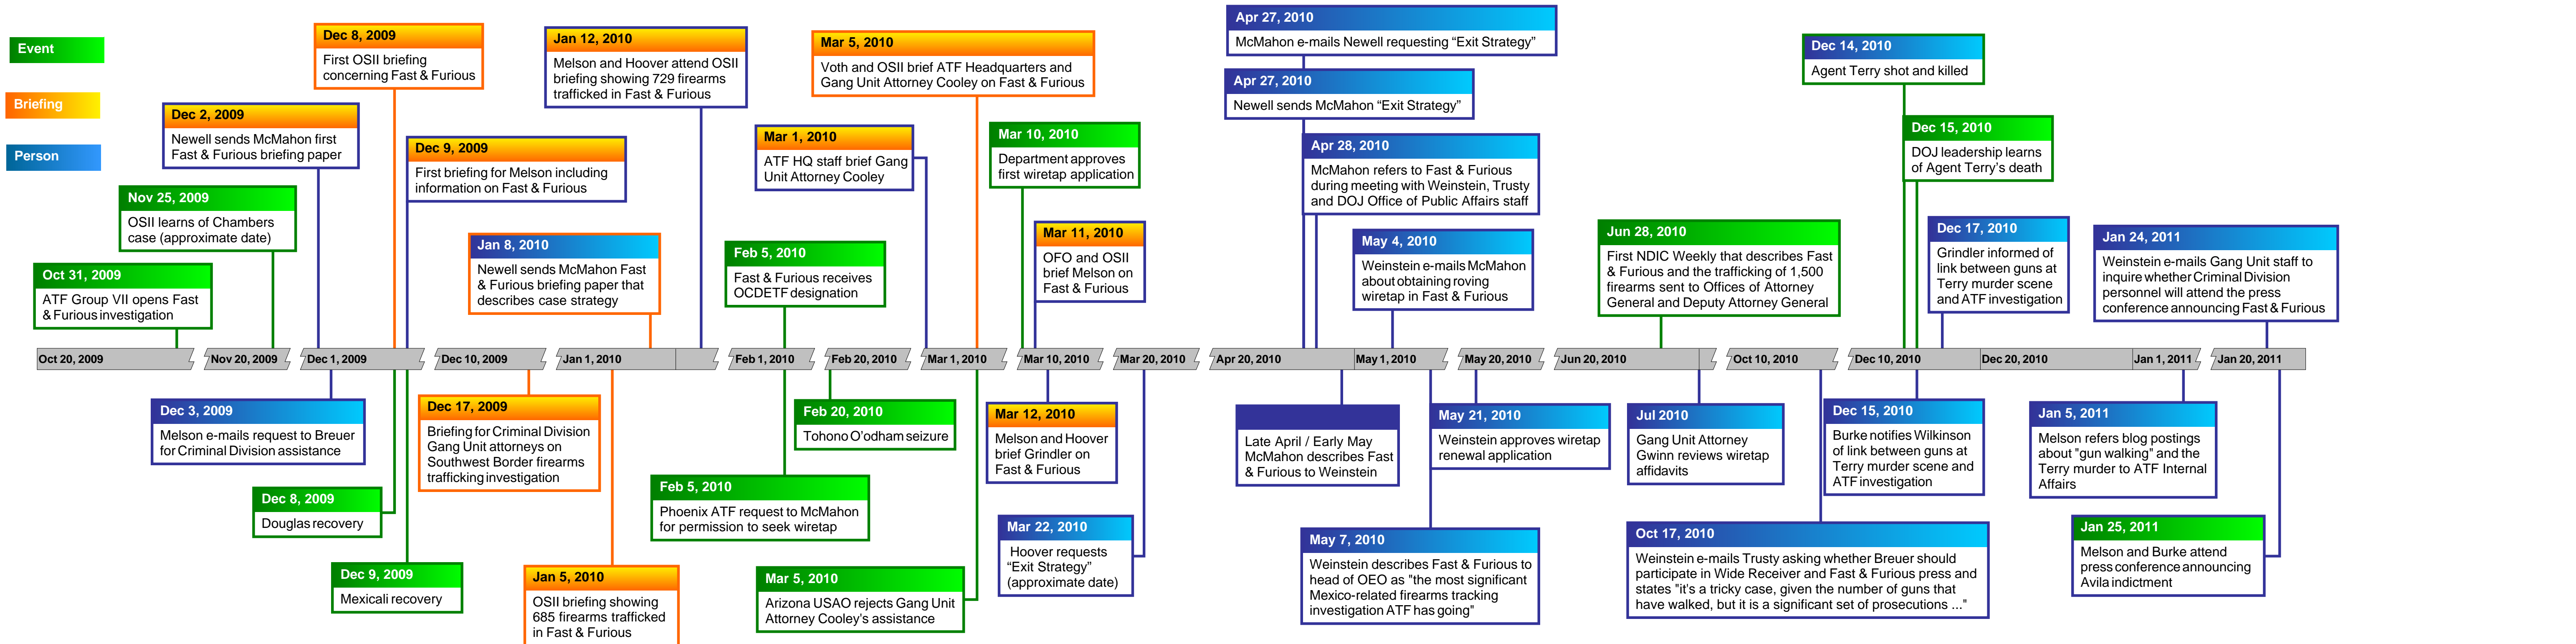 Event
Briefing
Person
Oct 31, 2009
ATF Group VII opens Fast
& Furious investigation
Nov 25, 2009
OSII learns of Chambers
case (approximate date)
Dec 2, 2009
Newell sends McMahon first
Fast & Furious briefing paper
Dec 8, 2009
First OSII briefing
concerning Fast & Furious
Dec 9, 2009
First briefing for Melson including
information on Fast & Furious
Jan 8, 2010
Newell sends McMahon Fast
& Furious briefing paper that
describes case strategy
Jan 12, 2010
Melson and Hoover attend OSII
briefing showing 729 firearms
trafficked in Fast & Furious
Feb 5, 2010
Fast & Furious receives
OCDETF designation
Mar 1, 2010
ATF HQ staff brief Gang
Unit Attorney Cooley
Mar 5, 2010
Voth and OSII brief ATF Headquarters and
Gang Unit Attorney Cooley on Fast & Furious
Mar 10, 2010
Department approves
first wiretap application
Mar 11, 2010
OFO and OSII
brief Melson on
Fast & Furious
Apr 27, 2010
McMahon e-mails Newell requesting “Exit Strategy”
Apr 27, 2010
Newell sends McMahon “Exit Strategy”
Apr 28, 2010
McMahon refers to Fast & Furious
during meeting with Weinstein, Trusty
and DOJ Office of Public Affairs staff
May 4, 2010
Weinstein e-mails McMahon
about obtaining roving
wiretap in Fast & Furious
Jun 28, 2010
First NDIC Weekly that describes Fast
& Furious and the trafficking of 1,500
firearms sent to Offices of Attorney
General and Deputy Attorney General
Dec 14, 2010
Agent Terry shot and killed
Dec 15, 2010
DOJ leadership learns
of Agent Terry's death
Dec 17, 2010
Grindler informed of
link between guns at
Terry murder scene
and ATF investigation
Jan 24, 2011
Weinstein e-mails Gang Unit staff to
inquire whether Criminal Division
personnel will attend the press
conference announcing Fast & Furious
Oct 20, 2009
Nov 20, 2009
Dec 1, 2009
Dec 10, 2009
Jan 1, 2010
Feb 1, 2010
Feb 20, 2010
Mar 1, 2010
Mar 10, 2010
Mar 20, 2010
Apr 20, 2010
May 1, 2010
May 20, 2010
Jun 20, 2010
Oct 10, 2010
Dec 10, 2010
Dec 20, 2010
Jan 1, 2011
Jan 20, 2011
Dec 3, 2009
Melson e-mails request to Breuer
for Criminal Division assistance
Dec 8, 2009
Douglas recovery
Dec 9, 2009
Mexicali recovery
Dec 17, 2009
Briefing for Criminal Division
Gang Unit attorneys on
Southwest Border firearms
trafficking investigation
Jan 5, 2010
OSII briefing showing
685 firearms trafficked
in Fast & Furious
Feb 5, 2010
Phoenix ATF request to McMahon
for permission to seek wiretap
Feb 20, 2010
Tohono O'odham seizure
Mar 5, 2010
Arizona USAO rejects Gang Unit
Attorney Cooley's assistance
Mar 12, 2010
Melson and Hoover
brief Grindler on
Fast & Furious
Mar 22, 2010
Hoover requests
“Exit Strategy”
(approximate date)
Late April / Early May
McMahon describes Fast
& Furious to Weinstein
May 7, 2010
Weinstein describes Fast & Furious to
head of OEO as "the most significant
Mexico-related firearms tracking
investigation ATF has going"
May 21, 2010
Weinstein approves wiretap
renewal application
Jul 2010
Gang Unit Attorney
Gwinn reviews wiretap
affidavits
Oct 17, 2010
Weinstein e-mails Trusty asking whether Breuer should
participate in Wide Receiver and Fast & Furious press and
states "it's a tricky case, given the number of guns that
have walked, but it is a significant set of prosecutions ..."
Dec 15, 2010
Burke notifies Wilkinson
of link between guns at
Terry murder scene and
ATF investigation
Jan 5, 2011
Melson refers blog postings
about "gun walking" and the
Terry murder to ATF Internal
Affairs
Jan 25, 2011
Melson and Burke attend
press conference announcing
Avila indictment